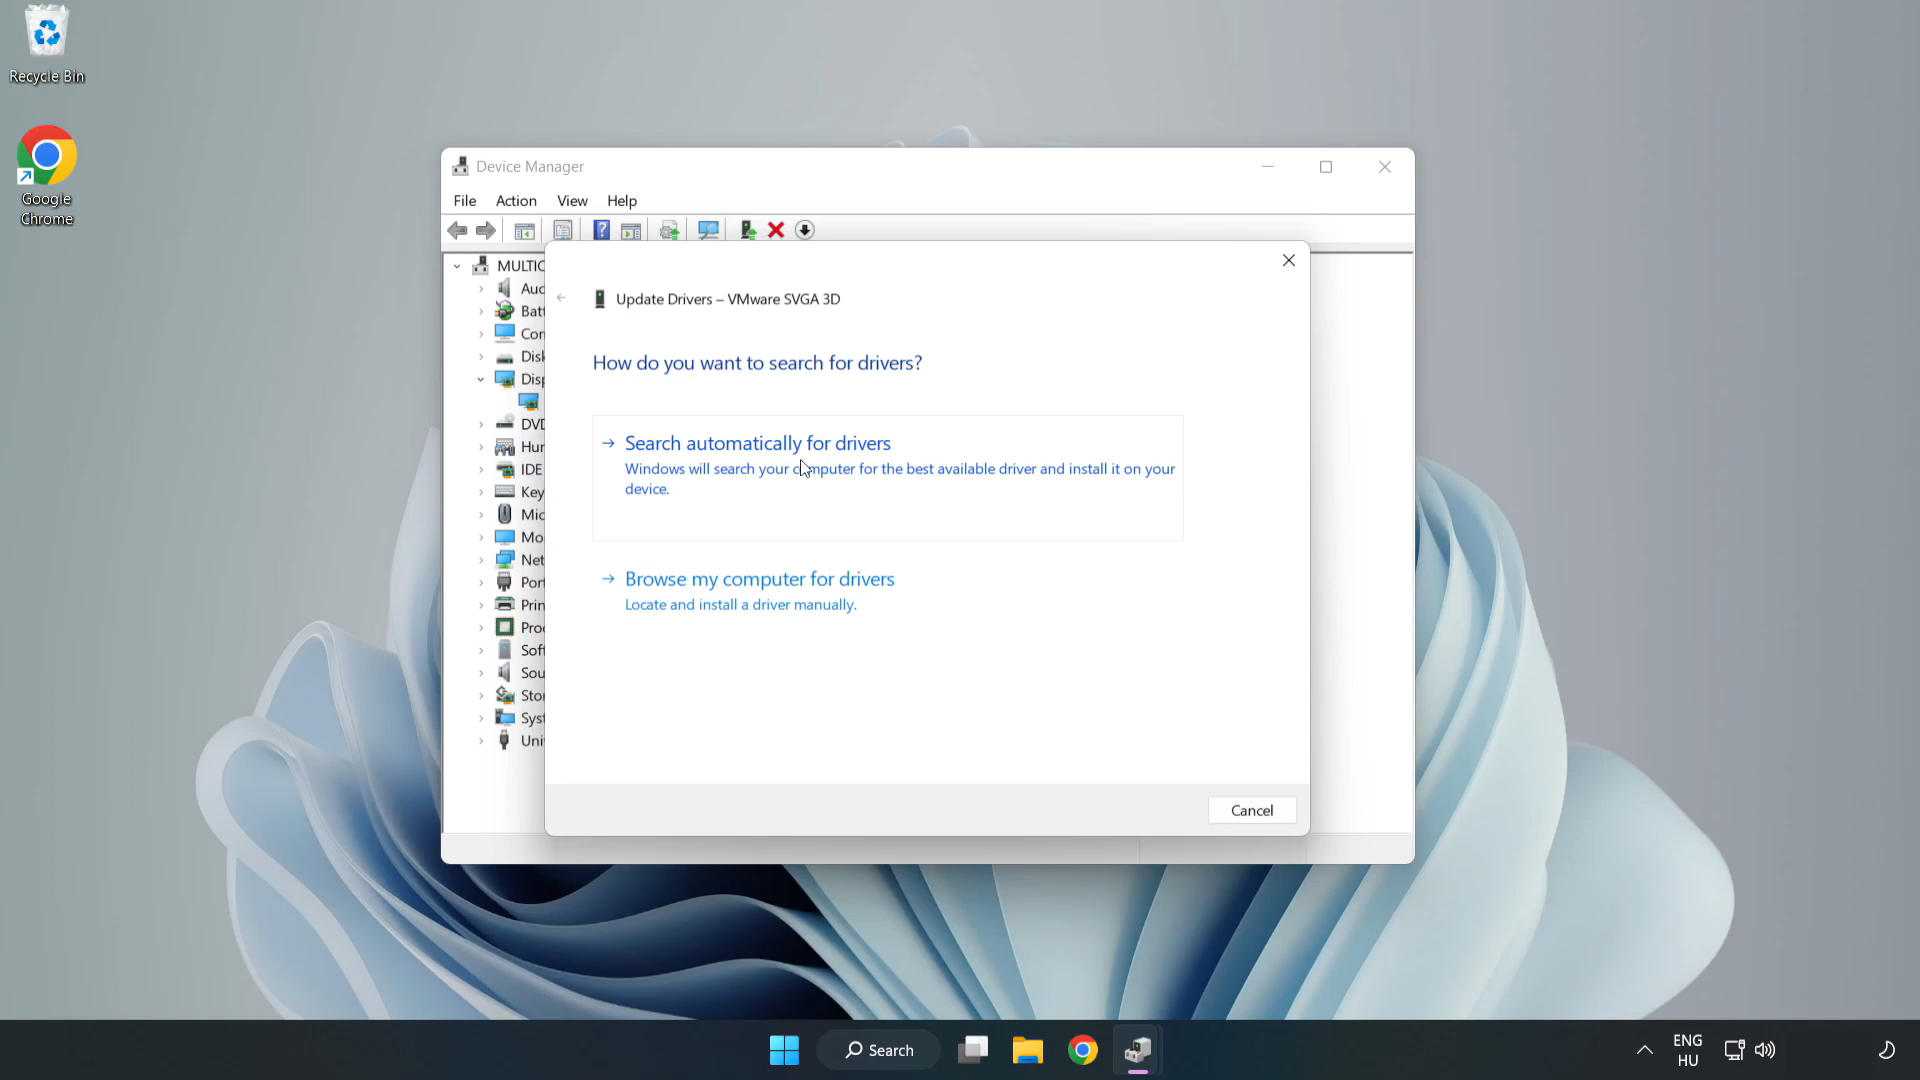 Recycle Bin
Google
Chrome
Device Manager
File Action View Help
MULTIC
Aud
Batt
Com
Disk
Disp
DVD
Hum
IDE
Key
Mic
Mo
Net
Port
Prin
Proc
Soft
Sou
Stor
Syst
Uni
Update Drivers – VMware SVGA 3D
How do you want to search for drivers?
Search automatically for drivers
Windows will search your computer for the best available driver and install it on your
device.
Browse my computer for drivers
Locate and install a driver manually.
Cancel
Search
ENG
HU